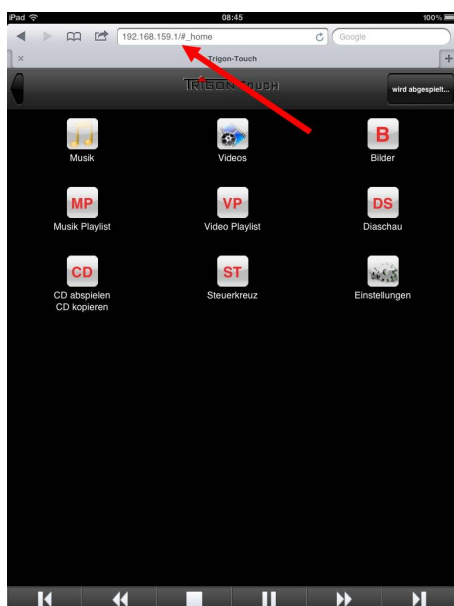 iPad 08:45 100%
192.168.159.1/#_home Google
Trigon-Touch
TRIGON TOUCH
wird abgespielt...
Musik Videos Bilder
B
MP VP DS
Musik Playlist Video Playlist Diaschau
CD ST
CD abspielen Steuerkreuz Einstellungen
CD kopieren